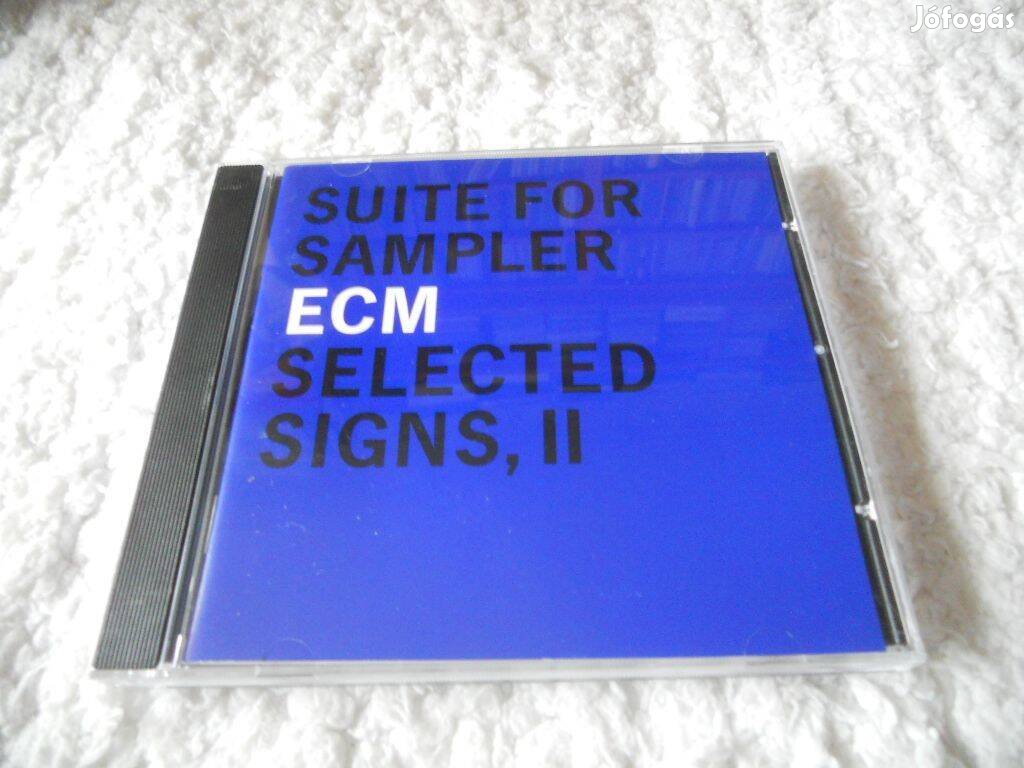 Jófogás
SUITE FOR
SAMPLER
ECM
SELECTED
SIGNS, II